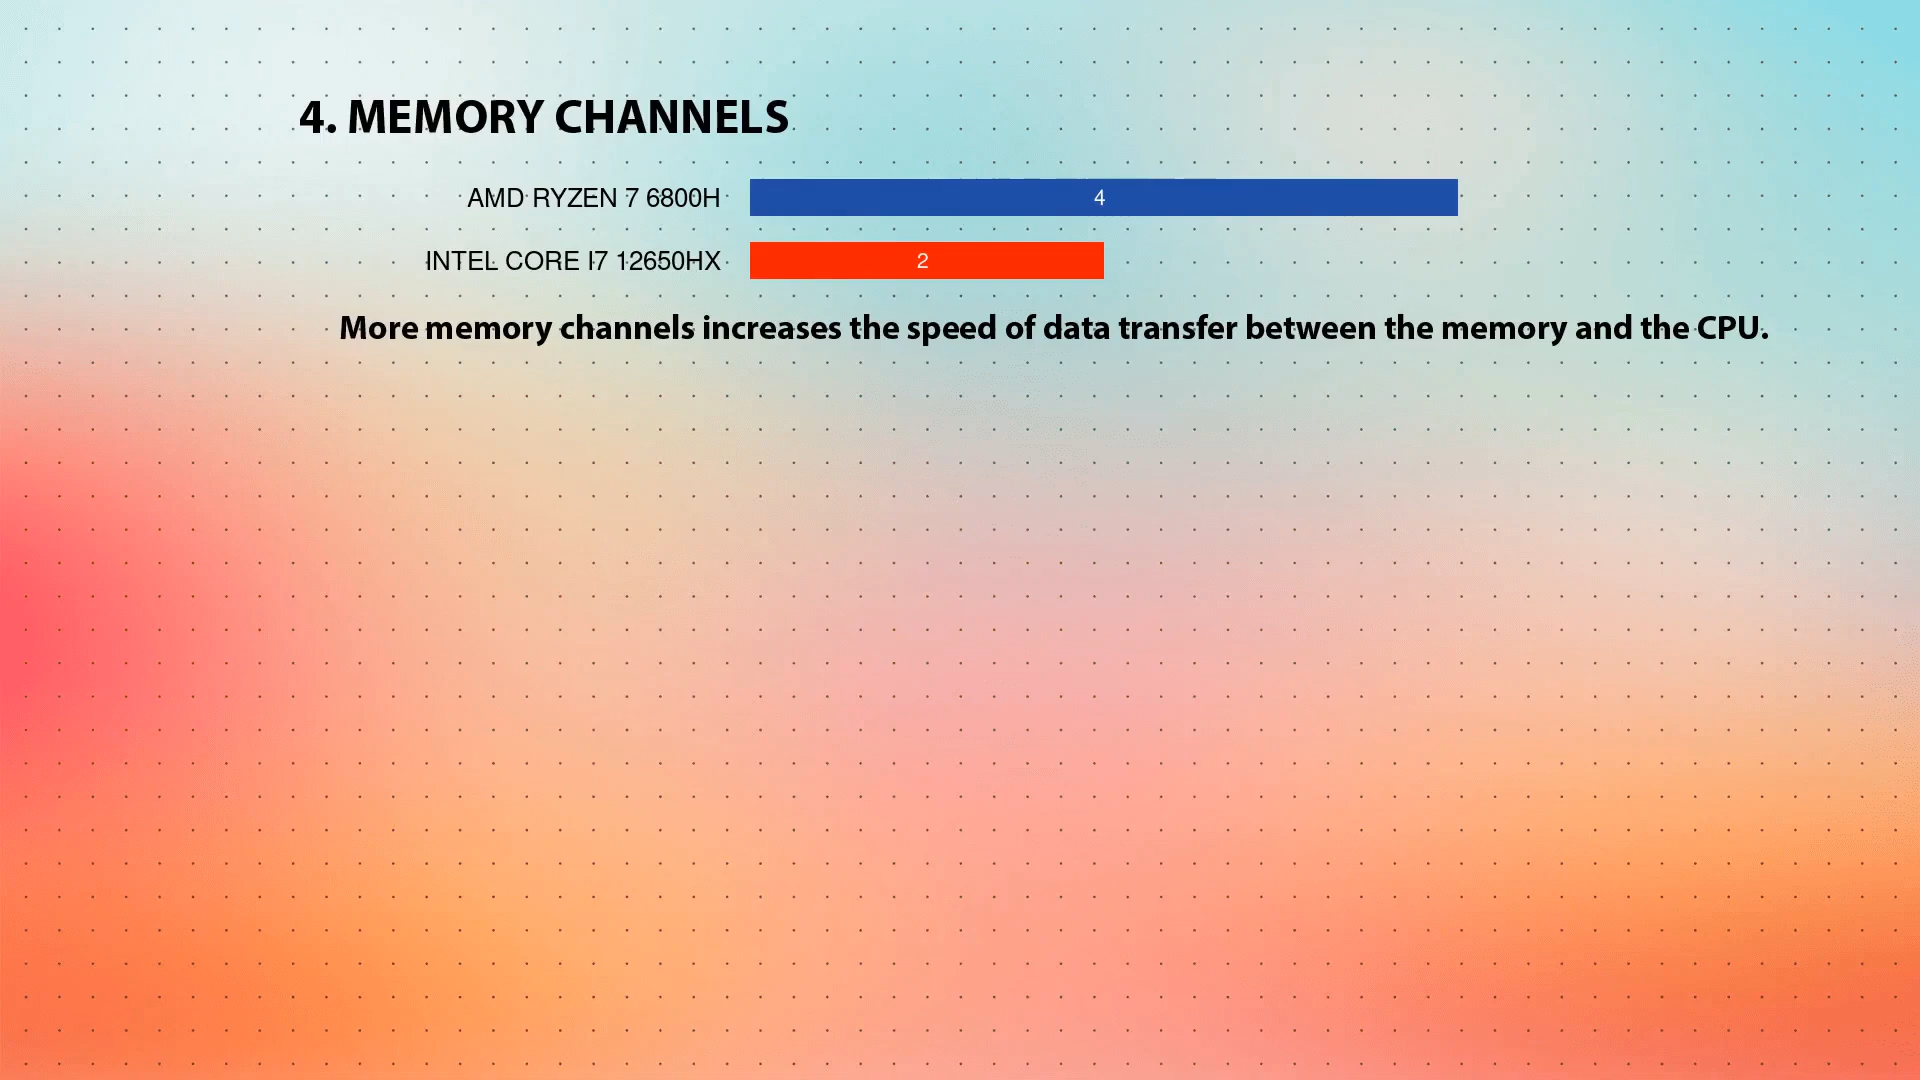 4. MEMORY CHANNELS
AMD RYZEN 7 6800H
4
INTEL CORE I7 12650HX
2
More memory channels increases the speed of data transfer between the memory and the CPU.